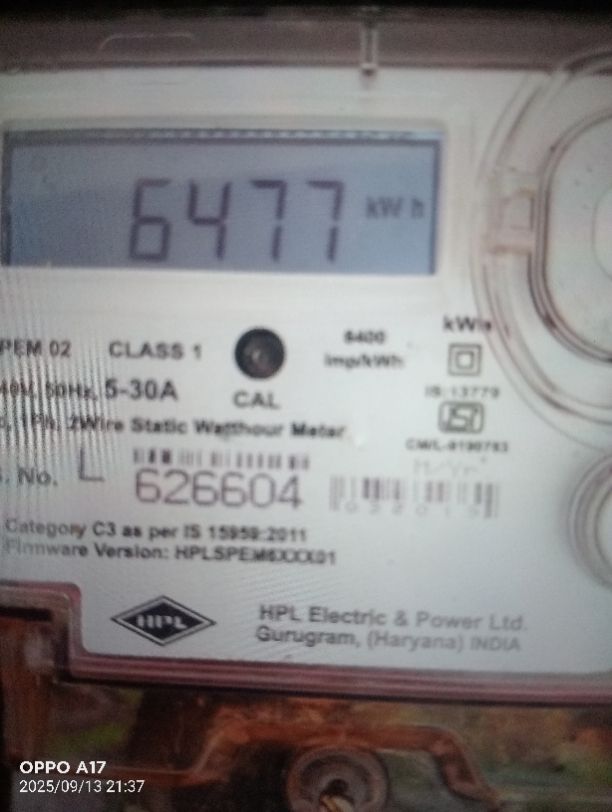 6477 kWh
kWh
PEM 02 CLASS 1 6400
imp/kWh
50Hz, 5-30A CAL IS:13779
2Wire Static Watthour Meter
No. L 626604 M/Yr
Category C3 as per IS 15959:2011
Firmware Version:
HPL HPL Electric & Power Ltd.
Gurugram, (Haryana) INDIA
OPPO A17
2025/09/13 21:37